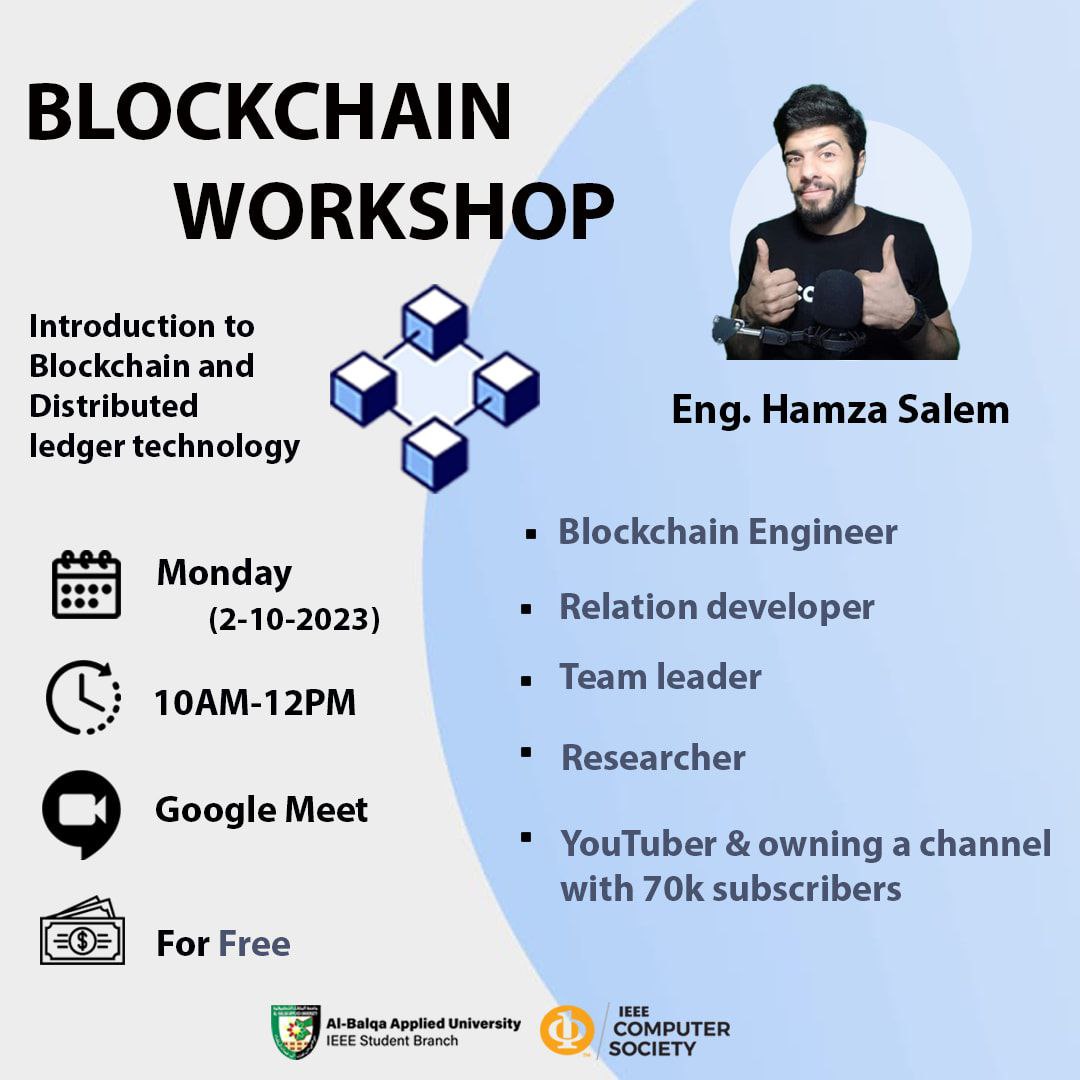 BLOCKCHAIN
WORKSHOP
Introduction to
Blockchain and
Distributed
ledger technology
Eng. Hamza Salem
Monday
(2-10-2023)
10AM-12PM
Google Meet
For Free
▪ Blockchain Engineer
▪ Relation developer
▪ Team leader
▪ Researcher
▪ YouTuber & owning a channel
with 70k subscribers
Al-Balqa Applied University
IEEE Student Branch
IEEE
COMPUTER
SOCIETY